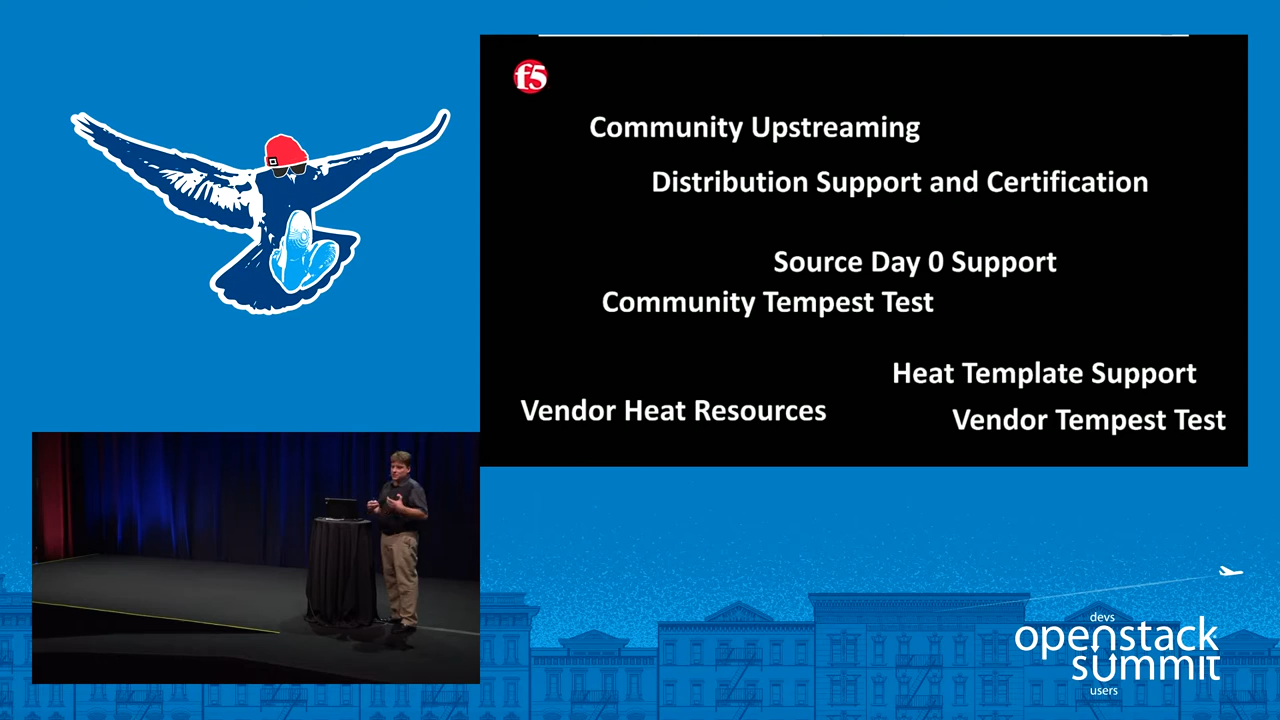 f5
Community Upstreaming
Distribution Support and Certification
Source Day 0 Support
Community Tempest Test
Heat Template Support
Vendor Heat Resources
Vendor Tempest Test
devs
openstack
summit
users